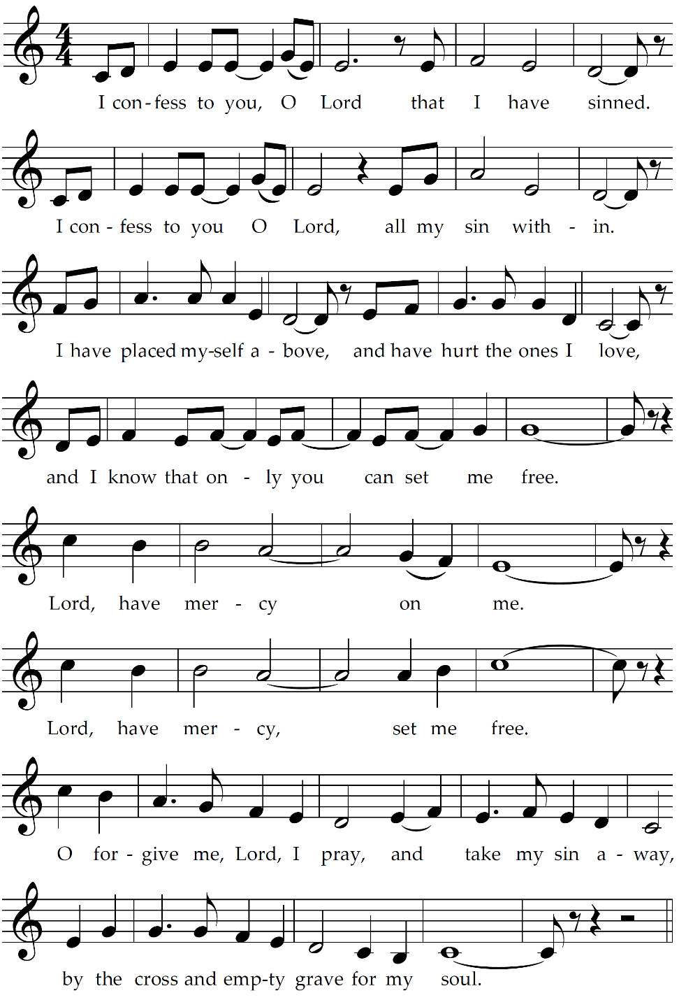 I con-fess to you, O Lord that I have sinned.
I con - fess to you O Lord, all my sin with - in.
I have placed my-self a - bove, and have hurt the ones I love,
and I know that on - ly you can set me free.
Lord, have mer - cy on me.
Lord, have mer - cy, set me free.
O for - give me, Lord, I pray, and take my sin a - way,
by the cross and emp-ty grave for my soul.